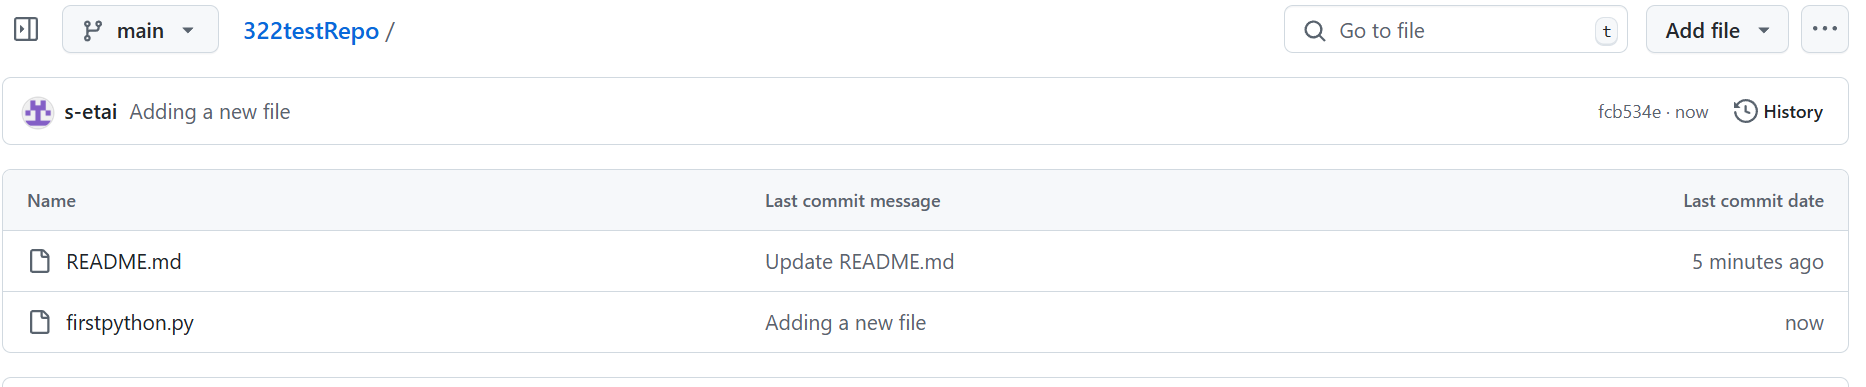 main 322testRepo / Go to file t Add file ...
s-etai Adding a new file fcb534e · now History
Name Last commit message Last commit date
README.md Update README.md 5 minutes ago
firstpython.py Adding a new file now